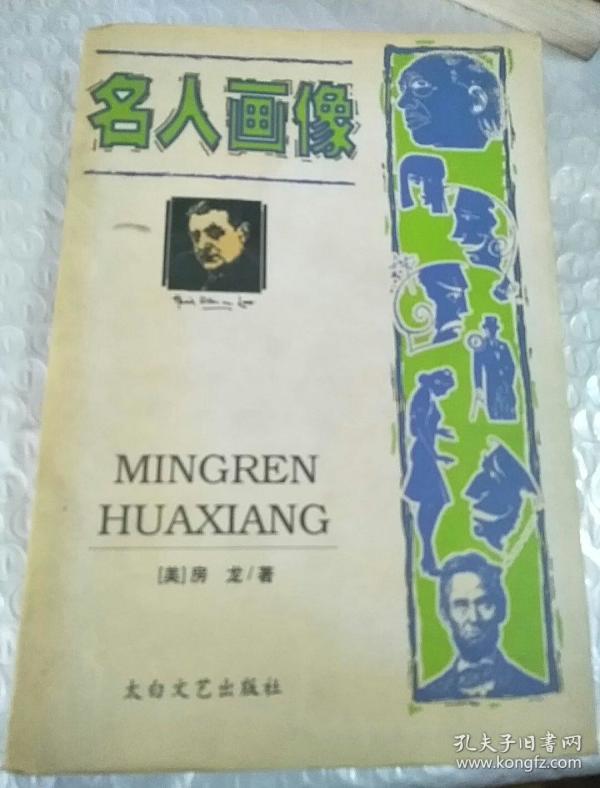 名人画像
MINGREN
HUAXIANG
[美]房 龙/著
太白文艺出版社
孔夫子旧书网
www.kongfz.com